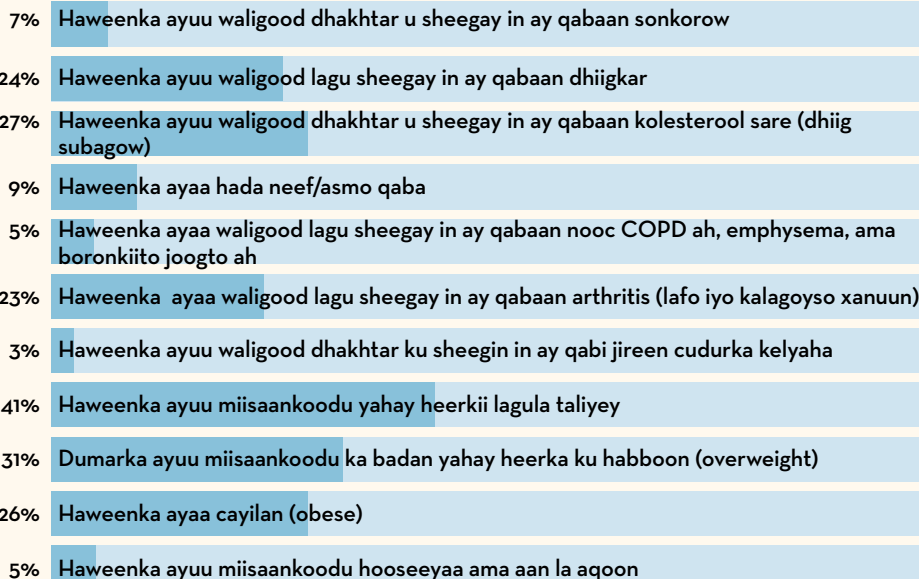 7% Haweenka ayuu waligood dhakhtar u sheegay in ay qabaan sonkorow
24% Haweenka ayuu waligood lagu sheegay in ay qabaan dhiigkar
27% Haweenka ayuu waligood dhakhtar u sheegay in ay qabaan kolesterool sare (dhiig
subagow)
9% Haweenka ayaa hada neef/asmo qaba
5% Haweenka ayaa waligood lagu sheegay in ay qabaan nooc COPD ah, emphysema, ama
boronkiito joogto ah
23% Haweenka ayaa waligood lagu sheegay in ay qabaan arthritis (lafo iyo kalagoyso xanuun)
3% Haweenka ayuu waligood dhakhtar ku sheegin in ay qabi jireen cudurka kelyaha
41% Haweenka ayuu miisaankoodu yahay heerkii lagula taliyey
31% Dumarka ayuu miisaankoodu ka badan yahay heerka ku habboon (overweight)
26% Haweenka ayaa cayilan (obese)
5% Haweenka ayuu miisaankoodu hooseeyaa ama aan la aqoon